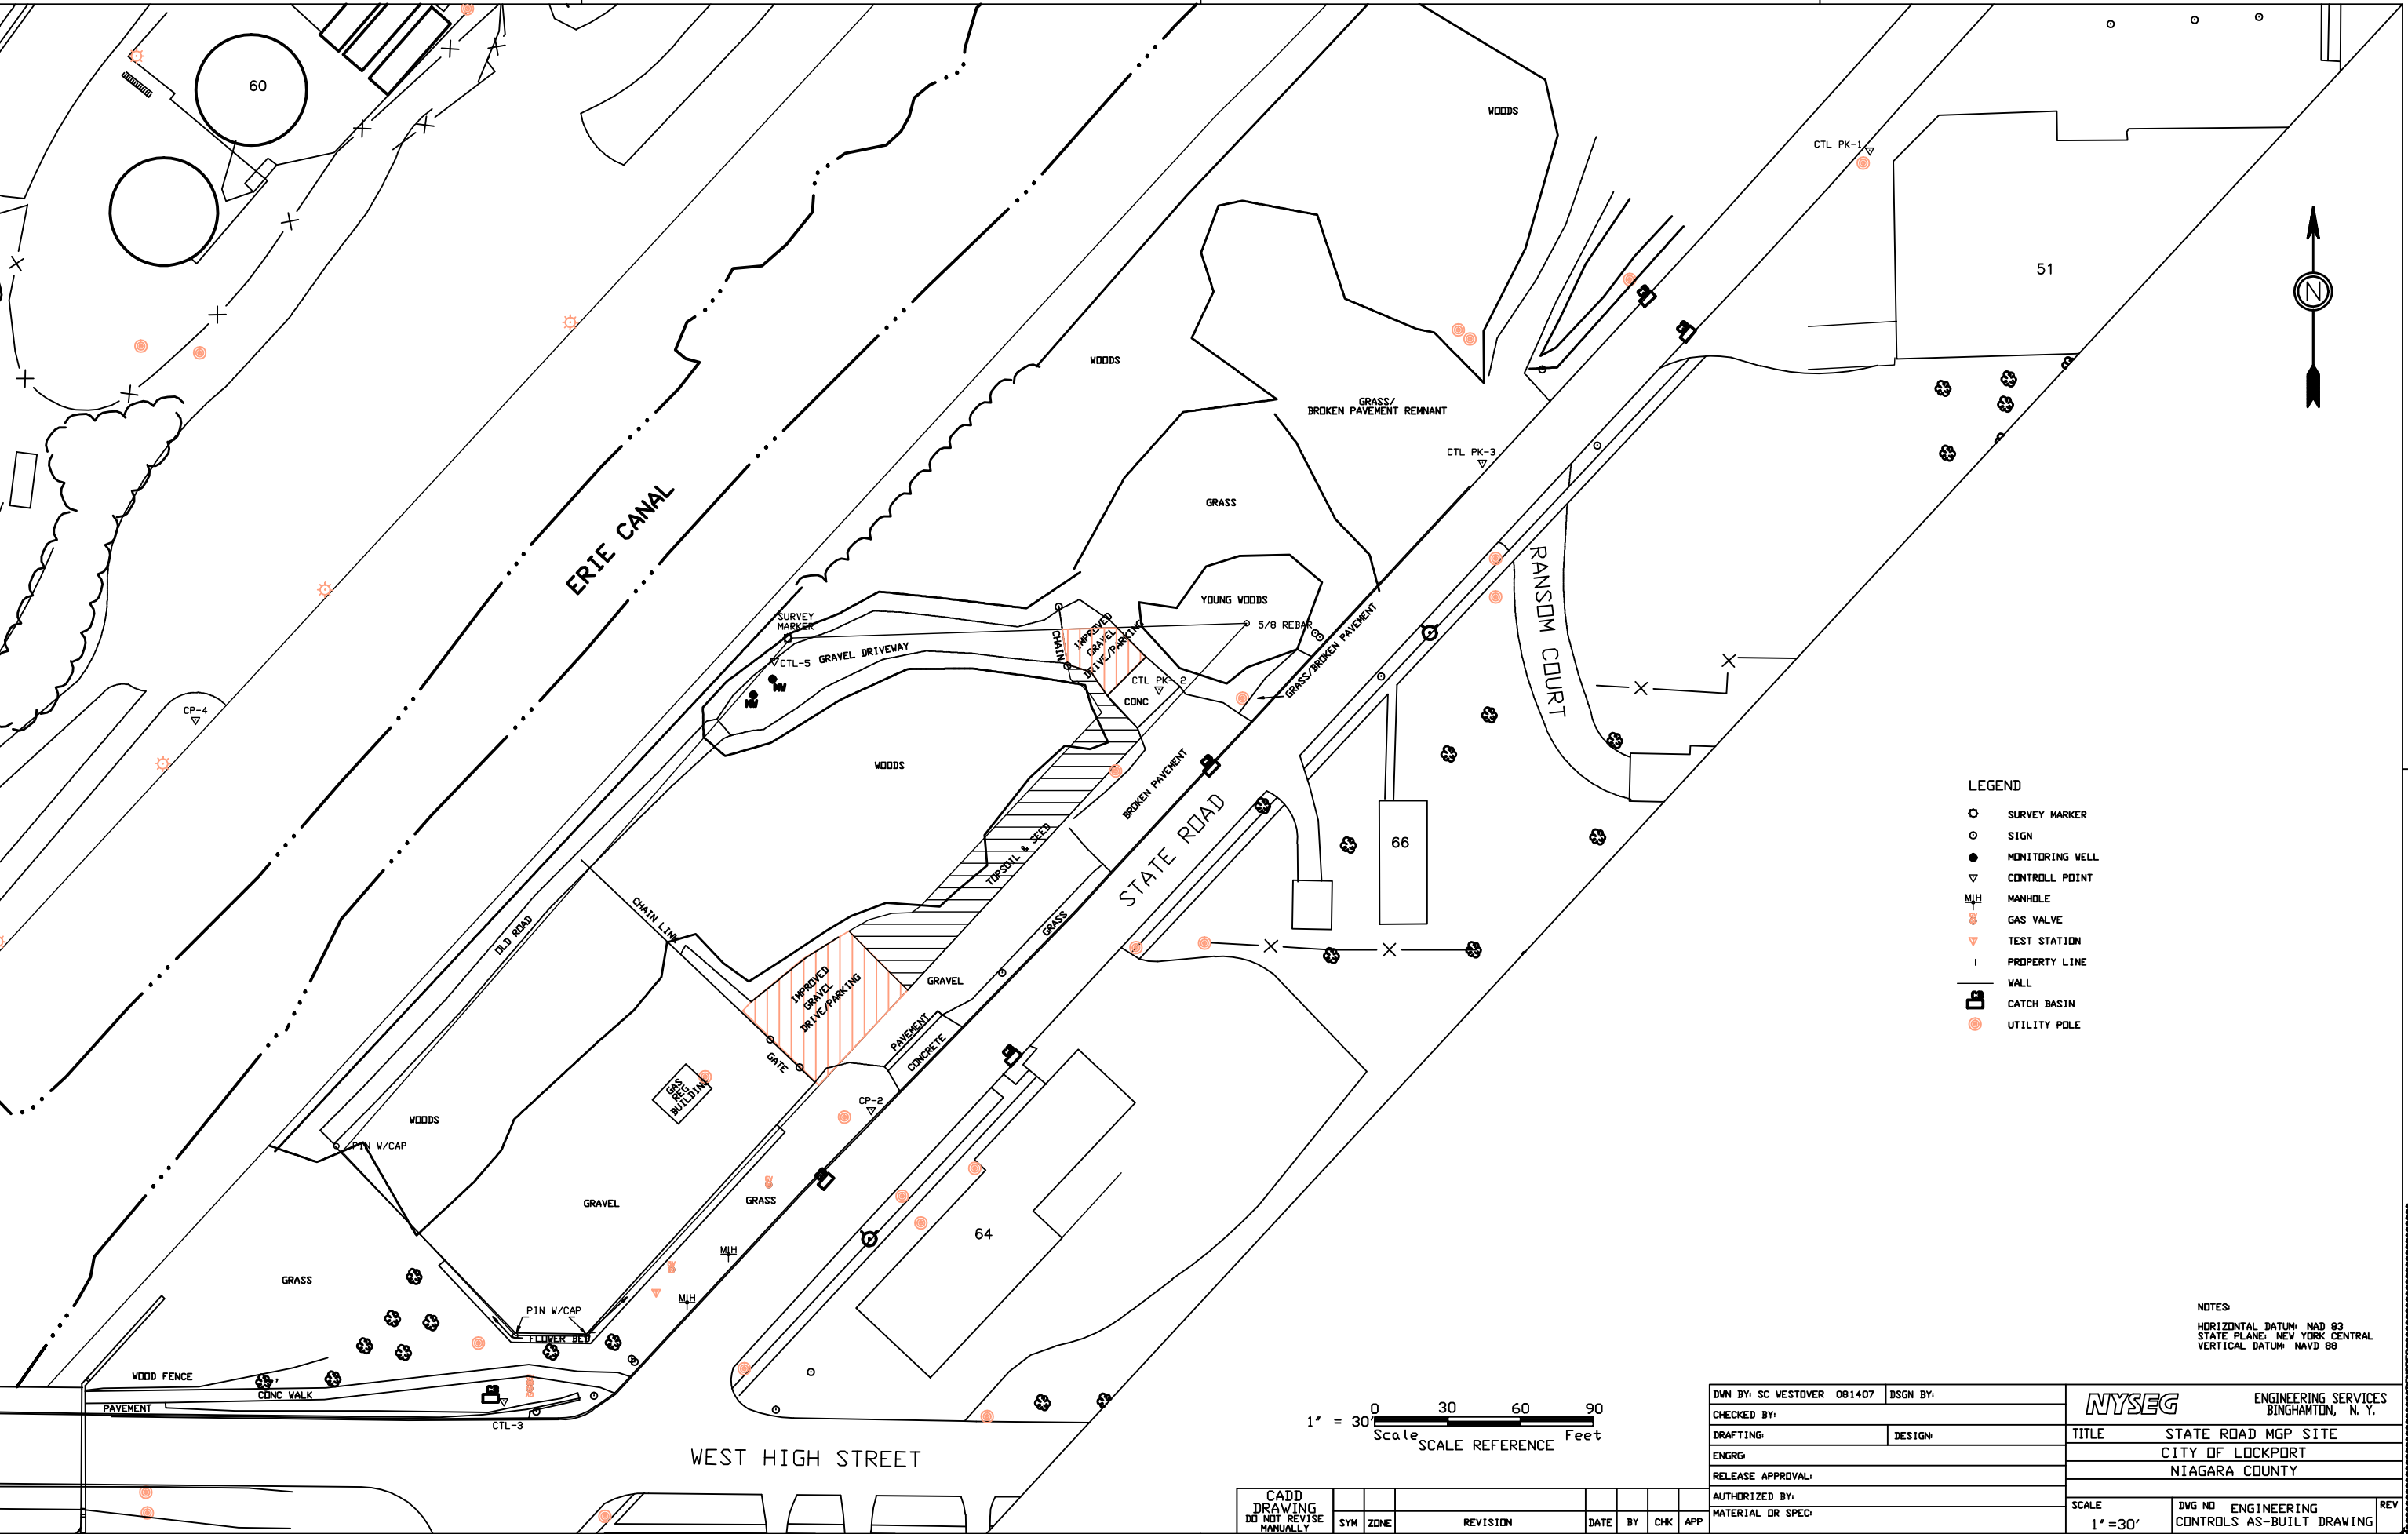 60
WOODS
CTL PK-1
51
N
WOODS
GRASS/
BROKEN PAVEMENT REMNANT
CTL PK-3
GRASS
ERIE CANAL
RANSOM COURT
YOUNG WOODS
5/8 REBAR
SURVEY
MARKER
CTL-5
GRAVEL DRIVEWAY
CHAIN
IMPROVED
GRAVEL
DRIVE/PARKING
GRASS/BROKEN PAVEMENT
CTL PK-2
CONC
MW
MW
CP-4
WOODS
BROKEN PAVEMENT
CB
CB
CB
STATE ROAD
66
TOPSOIL & SEED
CHAIN LINK
OLD ROAD
GRASS
IMPROVED
GRAVEL
DRIVE/PARKING
GRAVEL
PAVEMENT
CONCRETE
GATE
GAS
REG
BUILDING
CP-2
CB
CB
WOODS
PIN W/CAP
GRAVEL
GRASS
64
MH
MH
GRASS
PIN W/CAP
FLOWER BED
WOOD FENCE
CONC WALK
PAVEMENT
CB
CTL-3
WEST HIGH STREET
LEGEND
SURVEY MARKER
SIGN
MONITORING WELL
CONTROLL POINT
MH MANHOLE
GAS VALVE
TEST STATION
PROPERTY LINE
WALL
CB CATCH BASIN
UTILITY POLE
NOTES:
HORIZONTAL DATUM: NAD 83
STATE PLANE: NEW YORK CENTRAL
VERTICAL DATUM: NAVD 88
0 30 60 90
1" = 30'
Scale Feet
SCALE REFERENCE
CADD
DRAWING
DO NOT REVISE
MANUALLY
SYM ZONE REVISION DATE BY CHK APP
DWN BY: SC WESTOVER 081407 DSGN BY:
CHECKED BY:
DRAFTING: DESIGN:
ENGRG:
RELEASE APPROVAL:
AUTHORIZED BY:
MATERIAL OR SPEC:
NYSEG ENGINEERING SERVICES
BINGHAMTON, N. Y.
TITLE STATE ROAD MGP SITE
CITY OF LOCKPORT
NIAGARA COUNTY
SCALE
1"=30'
DWG NO ENGINEERING
CONTROLS AS-BUILT DRAWING
REV